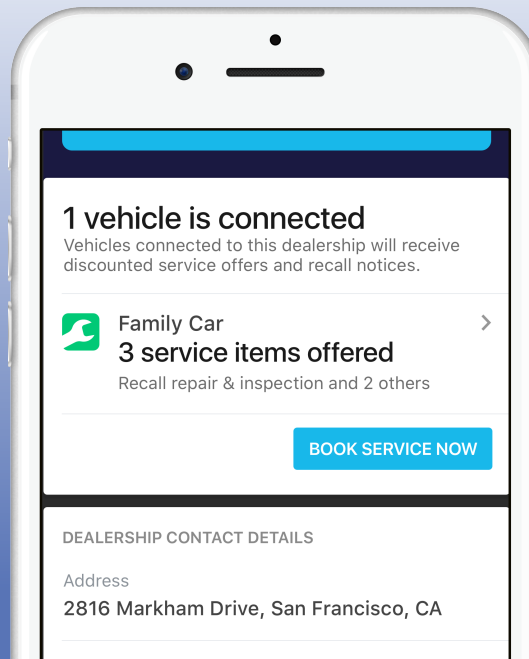 1 vehicle is connected
Vehicles connected to this dealership will receive
discounted service offers and recall notices.
Family Car
3 service items offered
Recall repair & inspection and 2 others
BOOK SERVICE NOW
DEALERSHIP CONTACT DETAILS
Address
2816 Markham Drive, San Francisco, CA